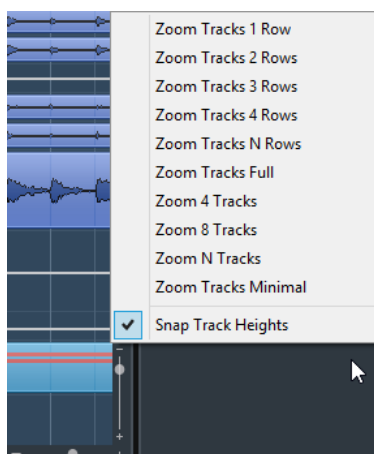 Zoom Tracks 1 Row
Zoom Tracks 2 Rows
Zoom Tracks 3 Rows
Zoom Tracks 4 Rows
Zoom Tracks N Rows
Zoom Tracks Full
Zoom 4 Tracks
Zoom 8 Tracks
Zoom N Tracks
Zoom Tracks Minimal
Snap Track Heights